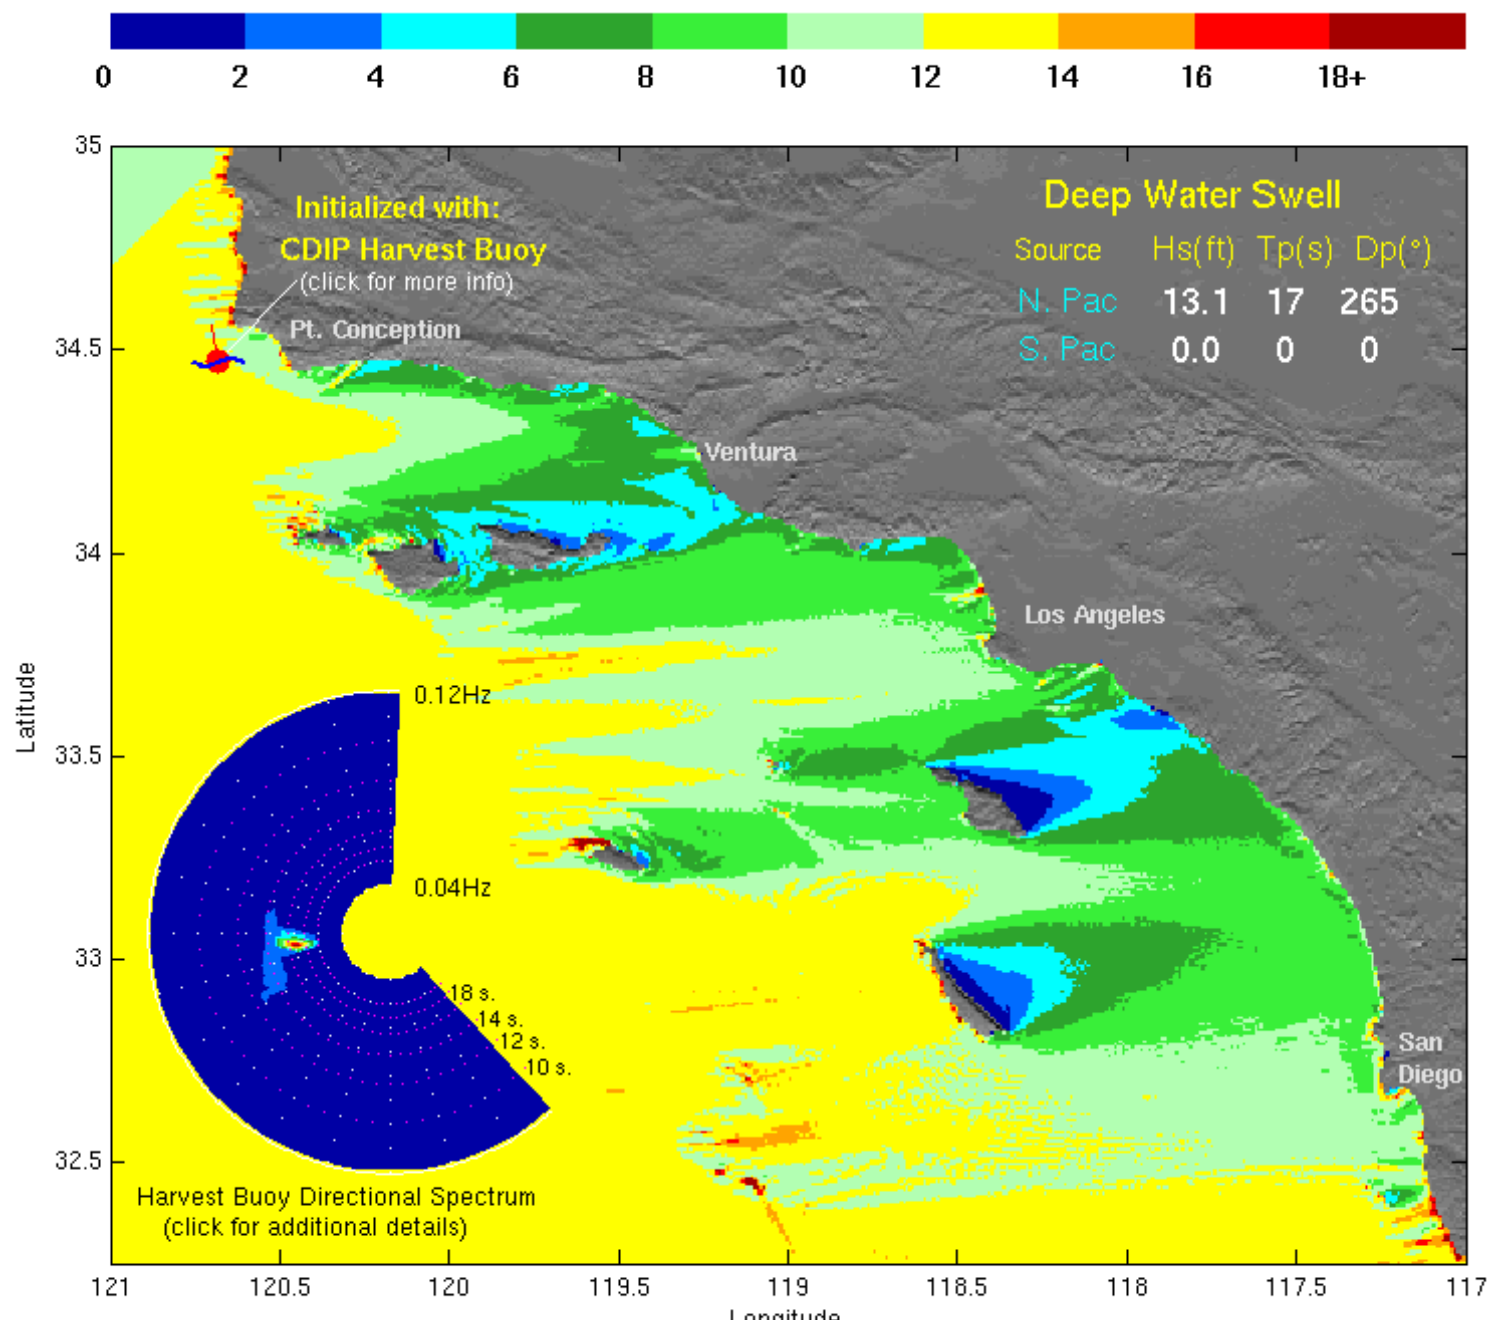 0 2 4 6 8 10 12 14 16 18+
35
Initialized with:
CDIP Harvest Buoy
(click for more info)
Pt. Conception
Deep Water Swell
Source Hs(ft) Tp(s) Dp(°)
N. Pac 13.1 17 265
S. Pac 0.0 0 0
34.5
Ventura
34
Los Angeles
Latitude
0.12Hz
33.5
0.04Hz
33
18 s.
14 s.
12 s.
10 s.
San
Diego
32.5
Harvest Buoy Directional Spectrum
(click for additional details)
121 120.5 120 119.5 119 118.5 118 117.5 117
Longitude